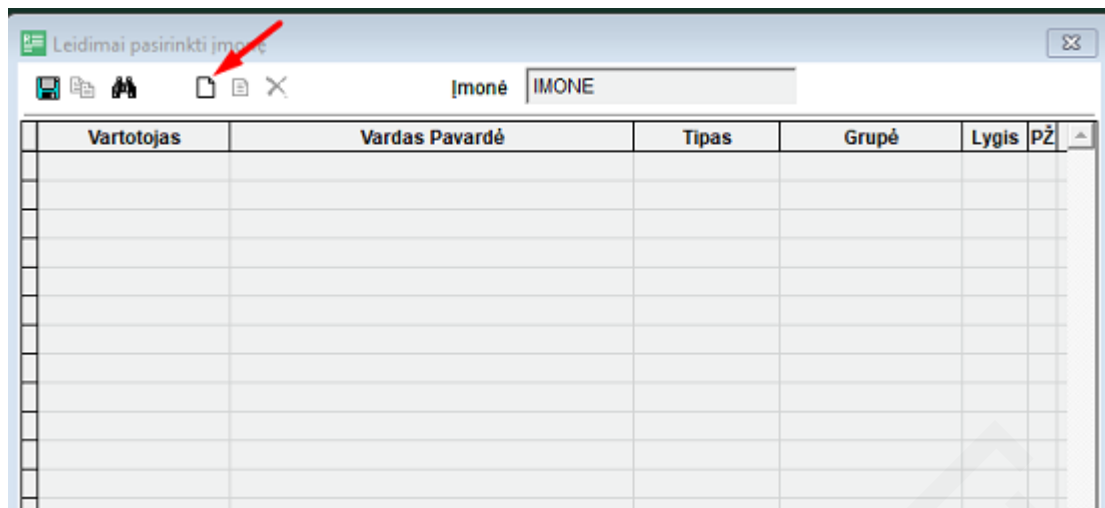 Leidimai pasirinkti įmonę
Įmonė IMONE
Vartotojas Vardas Pavardė Tipas Grupė Lygis PŽ